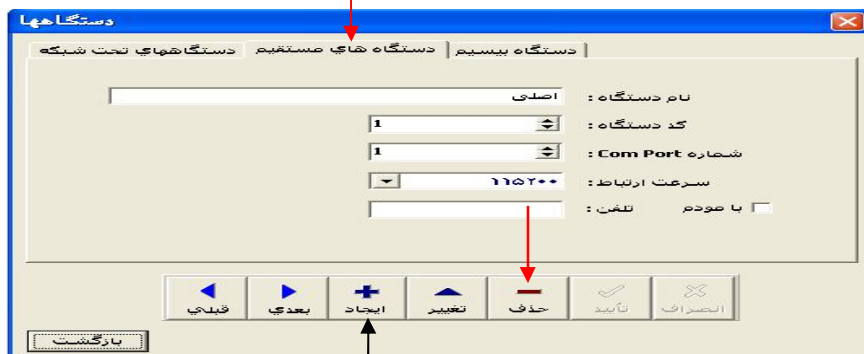 دستگاهها
دستگاه بیسیم دستگاه های مستقیم دستگاههای تحت شبکه
نام دستگاه : اصلی
کد دستگاه : 1
شماره Com Port : 1
سرعت ارتباط : ۱۱۵۲۰۰
با مودم تلفن :
انصراف تأیید حذف تغییر ایجاد بعدی قبلی
بازگشت